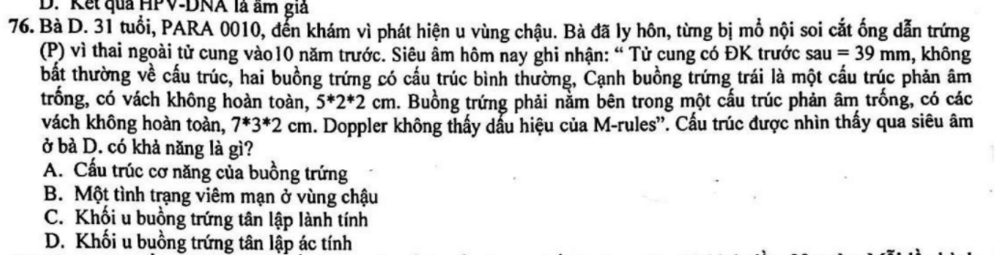 D. Kết quả HPV-DNA là âm giả
76. Bà D. 31 tuổi, PARA 0010, đến khám vì phát hiện u vùng chậu. Bà đã ly hôn, từng bị mổ nội soi cắt ống dẫn trứng
(P) vì thai ngoài tử cung vào10 năm trước. Siêu âm hôm nay ghi nhận: “ Tử cung có ĐK trước sau = 39 mm, không
bất thường về cấu trúc, hai buồng trứng có cấu trúc bình thường, Cạnh buồng trứng trái là một cấu trúc phản âm
trống, có vách không hoàn toàn, 5*2*2 cm. Buồng trứng phải nằm bên trong một cấu trúc phản âm trống, có các
vách không hoàn toàn, 7*3*2 cm. Doppler không thấy dấu hiệu của M-rules”. Cấu trúc được nhìn thấy qua siêu âm
ở bà D. có khả năng là gì?
A. Cấu trúc cơ năng của buồng trứng
B. Một tình trạng viêm mạn ở vùng chậu
C. Khối u buồng trứng tân lập lành tính
D. Khối u buồng trứng tân lập ác tính